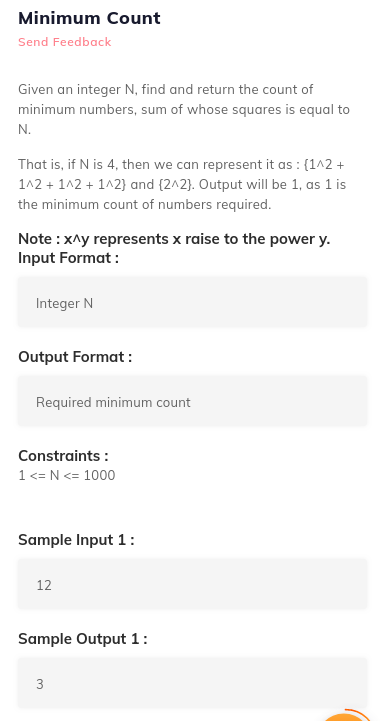 Minimum Count
Send Feedback
Given an integer N, find and return the count of
minimum numbers, sum of whose squares is equal to
N.
That is, if N is 4, then we can represent it as : {1^2 +
1^2 + 1^2 + 1^2} and {2^2}. Output will be 1, as 1 is
the minimum count of numbers required.
Note : x^y represents x raise to the power y.
Input Format :
Integer N
Output Format :
Required minimum count
Constraints :
1 <= N <= 1000
Sample Input 1 :
12
Sample Output 1 :
3